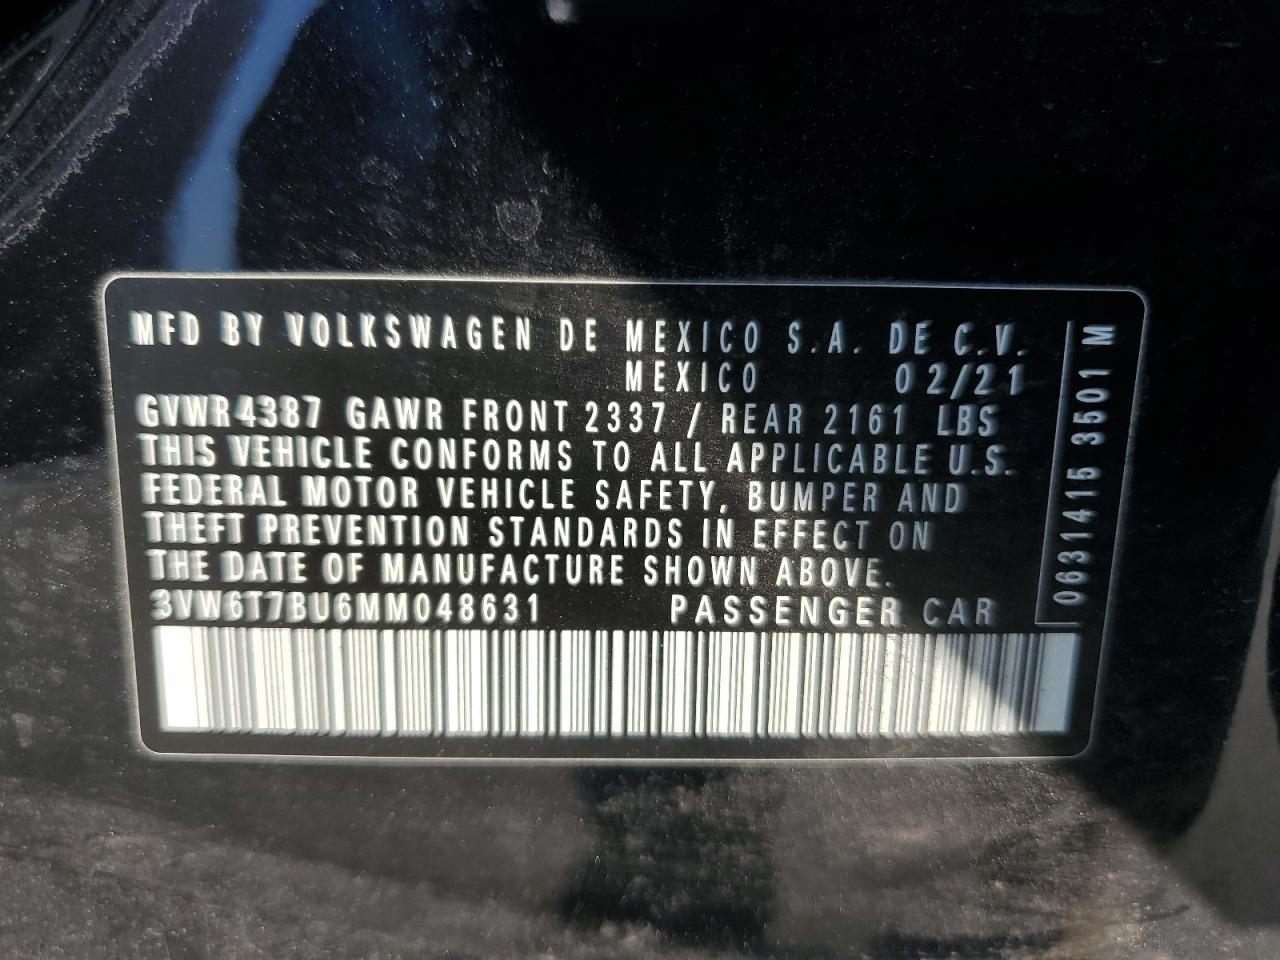 MFD BY VOLKSWAGEN DE MEXICO S.A. DE C.V.
MEXICO 02/21
GVWR 4387 GAWR FRONT 2337 / REAR 2161 LBS
THIS VEHICLE CONFORMS TO ALL APPLICABLE U.S.
FEDERAL MOTOR VEHICLE SAFETY, BUMPER AND
THEFT PREVENTION STANDARDS IN EFFECT ON
THE DATE OF MANUFACTURE SHOWN ABOVE.
3VW6T7BU6MM048631 PASSENGER CAR
0631415 3501 M